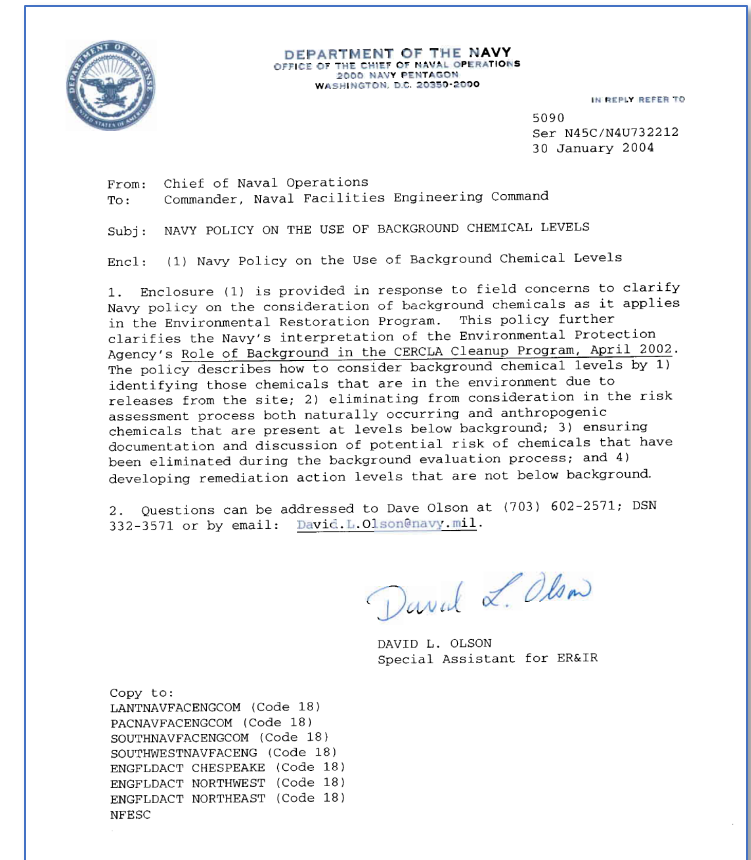 DEPARTMENT OF DEFENSE
UNITED STATES OF AMERICA
DEPARTMENT OF THE NAVY
OFFICE OF THE CHIEF OF NAVAL OPERATIONS
2000 NAVY PENTAGON
WASHINGTON, D.C. 20350-2000
IN REPLY REFER TO
5090
Ser N45C/N4U732212
30 January 2004
From: Chief of Naval Operations
To: Commander, Naval Facilities Engineering Command
Subj: NAVY POLICY ON THE USE OF BACKGROUND CHEMICAL LEVELS
Encl: (1) Navy Policy on the Use of Background Chemical Levels
1. Enclosure (1) is provided in response to field concerns to clarify
Navy policy on the consideration of background chemicals as it applies
in the Environmental Restoration Program. This policy further
clarifies the Navy's interpretation of the Environmental Protection
Agency's Role of Background in the CERCLA Cleanup Program, April 2002.
The policy describes how to consider background chemical levels by 1)
identifying those chemicals that are in the environment due to
releases from the site; 2) eliminating from consideration in the risk
assessment process both naturally occurring and anthropogenic
chemicals that are present at levels below background; 3) ensuring
documentation and discussion of potential risk of chemicals that have
been eliminated during the background evaluation process; and 4)
developing remediation action levels that are not below background.
2. Questions can be addressed to Dave Olson at (703) 602-2571; DSN
332-3571 or by email: David.L.Olson@navy.mil.
David L. Olson
DAVID L. OLSON
Special Assistant for ER&IR
Copy to:
LANTNAVFACENGCOM (Code 18)
PACNAVFACENGCOM (Code 18)
SOUTHNAVFACENGCOM (Code 18)
SOUTHWESTNAVFACENG (Code 18)
ENGFLDACT CHESPEAKE (Code 18)
ENGFLDACT NORTHWEST (Code 18)
ENGFLDACT NORTHEAST (Code 18)
NFESC